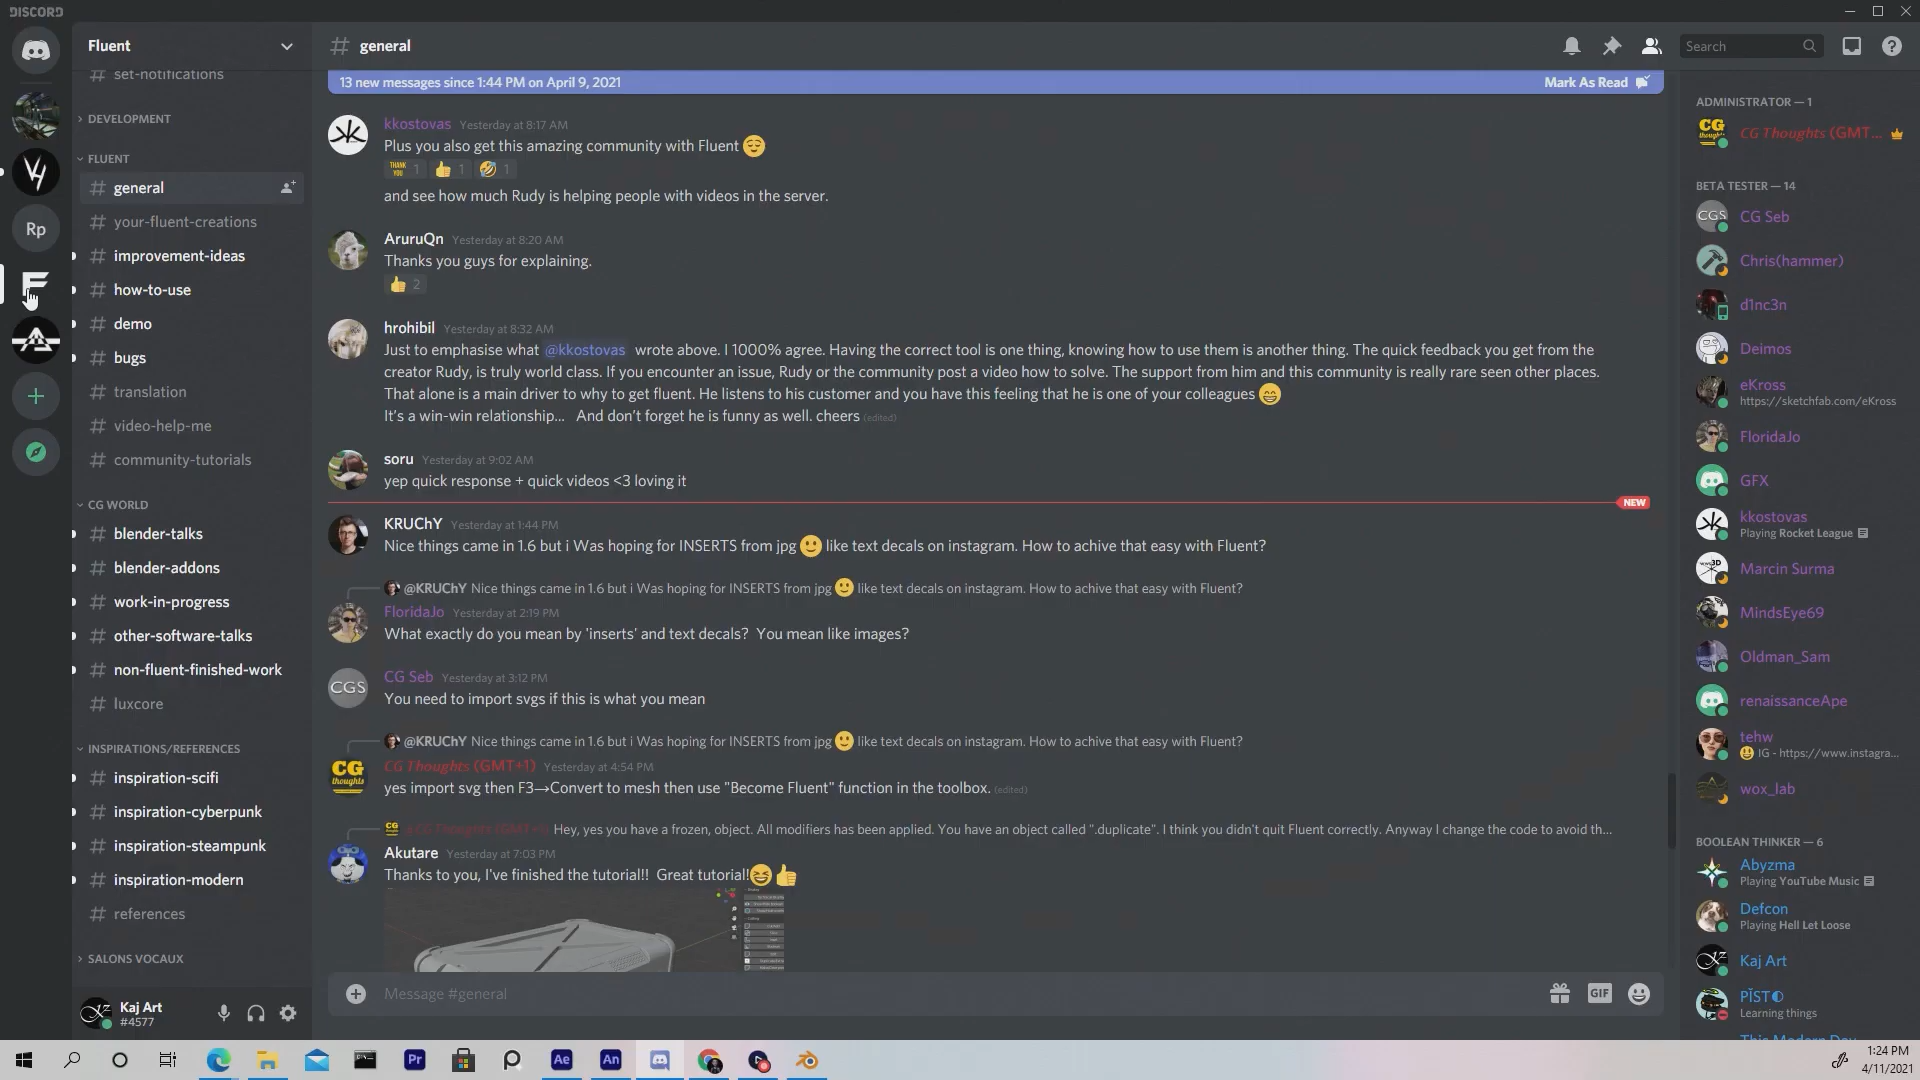 DISCORD
Fluent
set-notifications
DEVELOPMENT
FLUENT
general
your-fluent-creations
improvement-ideas
how-to-use
demo
bugs
translation
video-help-me
community-tutorials
CG WORLD
blender-talks
blender-addons
work-in-progress
other-software-talks
non-fluent-finished-work
luxcore
INSPIRATIONS/REFERENCES
inspiration-scifi
inspiration-cyberpunk
inspiration-steampunk
inspiration-modern
references
SALONS VOCAUX
Kaj Art
#4577
Rp
general
Search
13 new messages since 1:44 PM on April 9, 2021
Mark As Read
kkostovas Yesterday at 8:17 AM
Plus you also get this amazing community with Fluent
THANK YOU 1 1 1
and see how much Rudy is helping people with videos in the server.
AruruQn Yesterday at 8:20 AM
Thanks you guys for explaining.
2
hrohibil Yesterday at 8:32 AM
Just to emphasise what @kkostovas wrote above. I 1000% agree. Having the correct tool is one thing, knowing how to use them is another thing. The quick feedback you get from the
creator Rudy, is truly world class. If you encounter an issue, Rudy or the community post a video how to solve. The support from him and this community is really rare seen other places.
That alone is a main driver to why to get fluent. He listens to his customer and you have this feeling that he is one of your colleagues
It's a win-win relationship... And don't forget he is funny as well. cheers (edited)
soru Yesterday at 9:02 AM
yep quick response + quick videos <3 loving it
NEW
KRUChY Yesterday at 1:44 PM
Nice things came in 1.6 but i Was hoping for INSERTS from jpg like text decals on instagram. How to achive that easy with Fluent?
@KRUChY Nice things came in 1.6 but i Was hoping for INSERTS from jpg like text decals on instagram. How to achive that easy with Fluent?
FloridaJo Yesterday at 2:19 PM
What exactly do you mean by 'inserts' and text decals? You mean like images?
CGS
CG Seb Yesterday at 3:12 PM
You need to import svgs if this is what you mean
@KRUChY Nice things came in 1.6 but i Was hoping for INSERTS from jpg like text decals on instagram. How to achive that easy with Fluent?
CG thoughts
CG Thoughts (GMT+1) Yesterday at 4:54 PM
yes import svg then F3→Convert to mesh then use "Become Fluent" function in the toolbox. (edited)
Hey, yes you have a frozen, object. All modifiers has been applied. You have an object called ".duplicate". I think you didn't quit Fluent correctly. Anyway I change the code to avoid th...
Akutare Yesterday at 7:03 PM
Thanks to you, I've finished the tutorial!! Great tutorial!
Message #general
GIF
ADMINISTRATOR — 1
CG thoughts
CG Thoughts (GMT...
BETA TESTER — 14
CGS
CG Seb
Chris(hammer)
d1nc3n
Deimos
eKross
https://sketchfab.com/eKross
FloridaJo
GFX
kkostovas
Playing Rocket League
Marcin Surma
MindsEye69
Oldman_Sam
renaissanceApe
tehw
IG - https://www.instagra...
wox_lab
BOOLEAN THINKER — 6
Abyzma
Playing YouTube Music
Defcon
Playing Hell Let Loose
Kaj Art
PĬST
Learning things
Pr
Ae
An
1:24 PM
4/11/2021